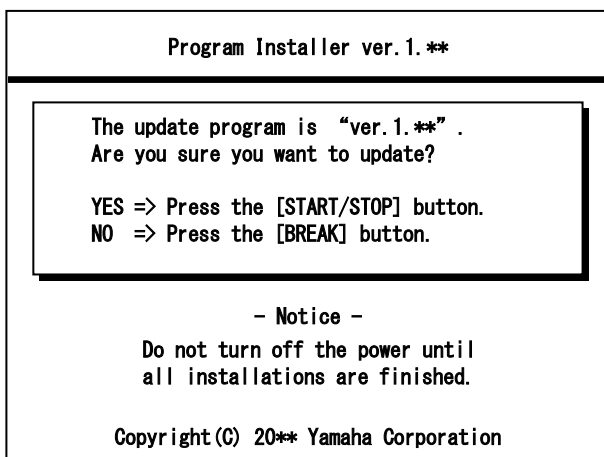 Program Installer ver.1.**
The update program is “ver.1.**”.
Are you sure you want to update?
YES => Press the [START/STOP] button.
NO => Press the [BREAK] button.
- Notice -
Do not turn off the power until
all installations are finished.
Copyright(C) 20** Yamaha Corporation